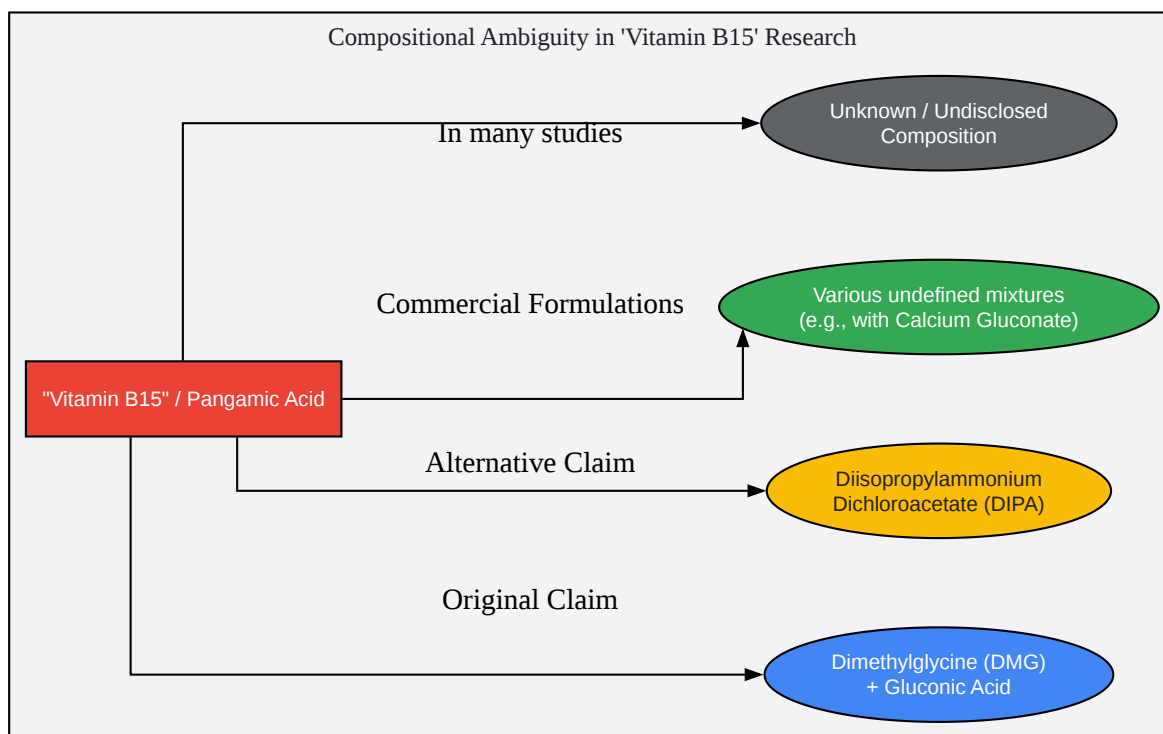 Compositional Ambiguity in 'Vitamin B15' Research
Unknown / Undisclosed
Composition
In many studies
Various undefined mixtures
(e.g., with Calcium Gluconate)
Commercial Formulations
"Vitamin B15" / Pangamic Acid
Alternative Claim
Diisopropylammonium
Dichloroacetate (DIPA)
Original Claim
Dimethylglycine (DMG)
+ Gluconic Acid